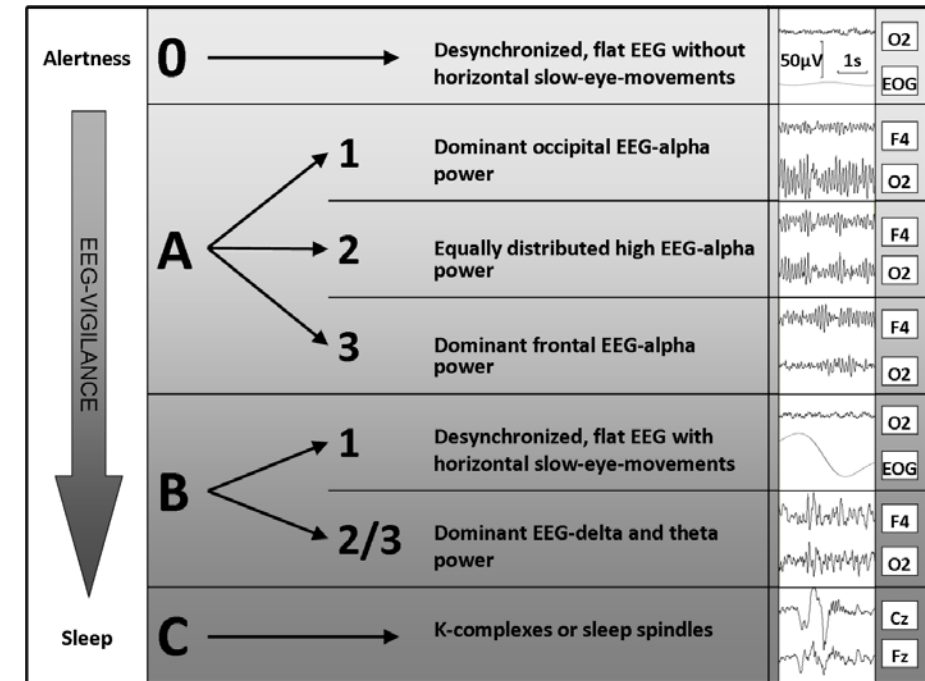 Alertness
EEG-VIGILANCE
Sleep
0
Desynchronized, flat EEG without
horizontal slow-eye-movements
50µV
1s
O2
EOG
A
1
Dominant occipital EEG-alpha
power
F4
O2
2
Equally distributed high EEG-alpha
power
F4
O2
3
Dominant frontal EEG-alpha
power
F4
O2
B
1
Desynchronized, flat EEG with
horizontal slow-eye-movements
O2
EOG
2/3
Dominant EEG-delta and theta
power
F4
O2
C
K-complexes or sleep spindles
Cz
Fz